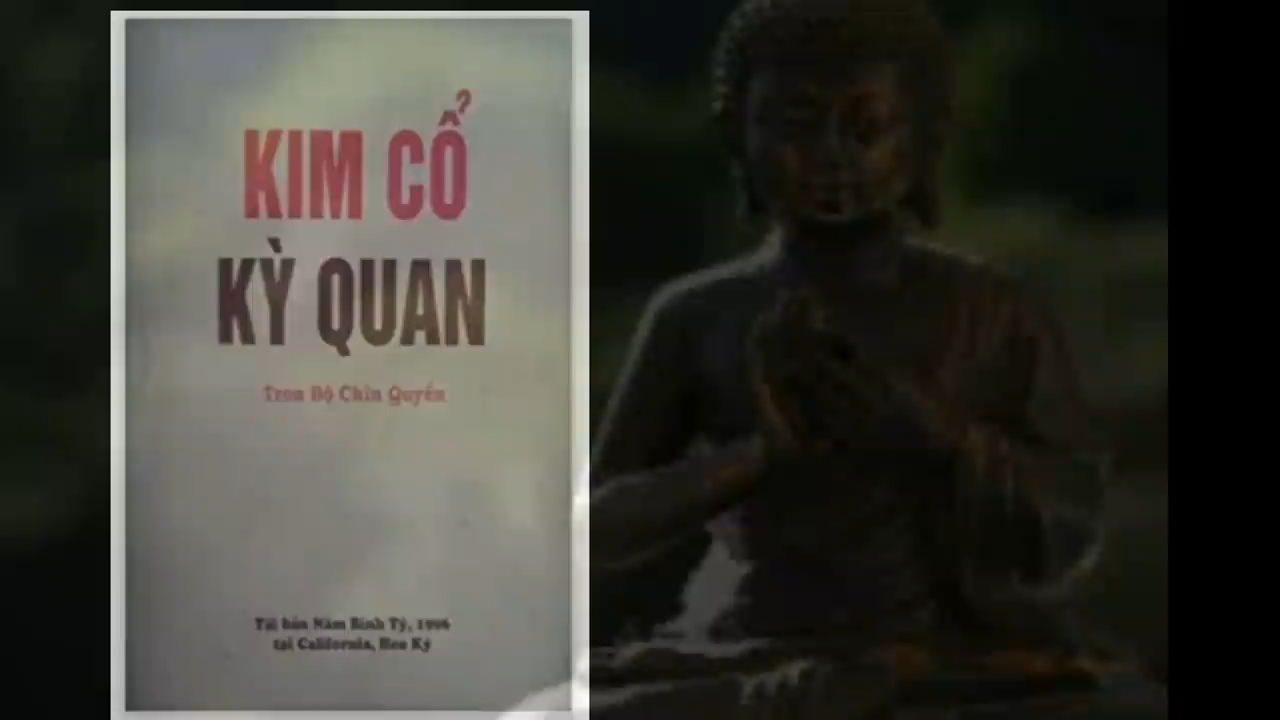 KIM CỔ
KỲ QUAN
Trọn Bộ Chín Quyển
Tái bản Năm Bính Tý, 1996
tại California, Hoa Kỳ